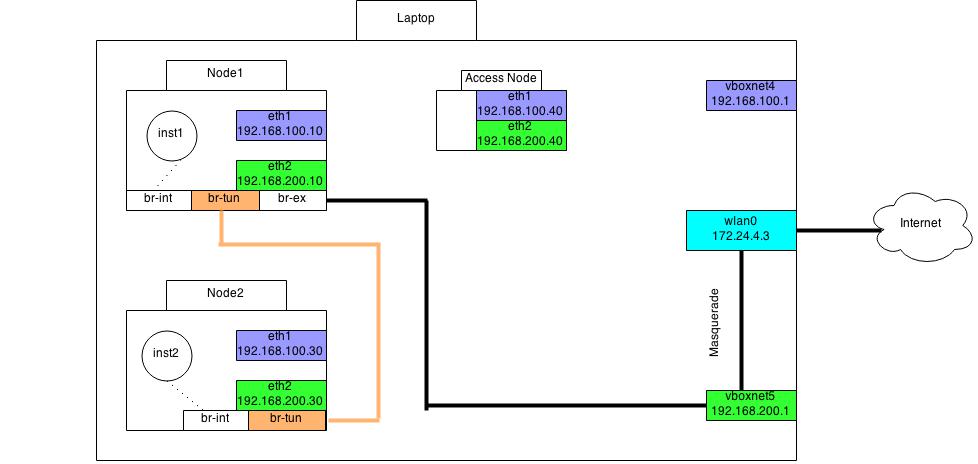 Laptop
Node1
inst1
eth1
192.168.100.10
eth2
192.168.200.10
br-int
br-tun
br-ex
Access Node
eth1
192.168.100.40
eth2
192.168.200.40
vboxnet4
192.168.100.1
wlan0
172.24.4.3
Internet
Masquerade
Node2
inst2
eth1
192.168.100.30
eth2
192.168.200.30
br-int
br-tun
vboxnet5
192.168.200.1